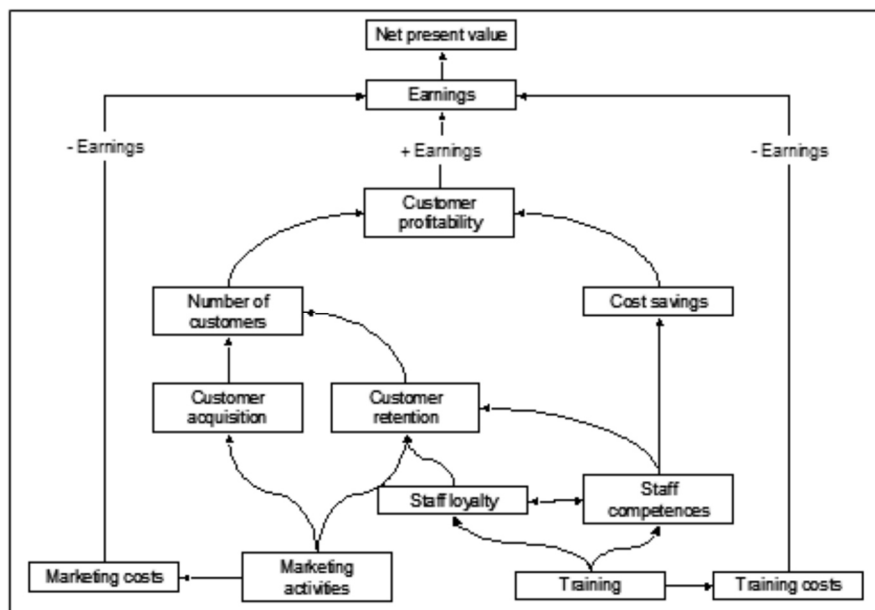 Net present value
Earnings
- Earnings
+ Earnings
- Earnings
Customer
profitability
Number of
customers
Cost savings
Customer
acquisition
Customer
retention
Staff loyalty
Staff
competences
Marketing costs
Marketing
activities
Training
Training costs